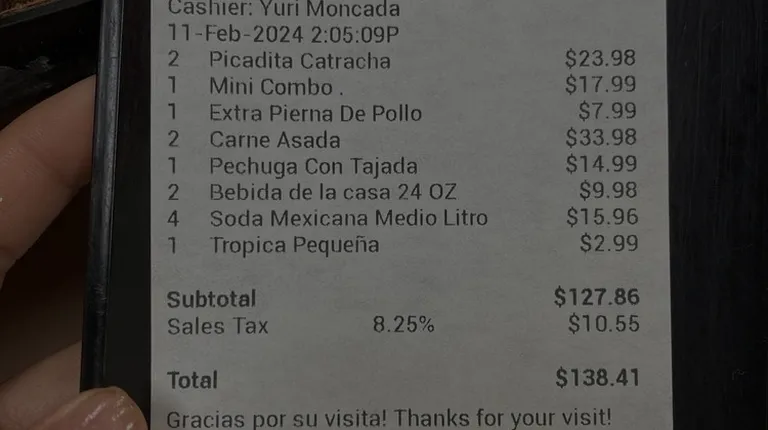 Cashier: Yuri Moncada
11-Feb-2024 2:05:09P
2 Picadita Catracha $23.98
1 Mini Combo . $17.99
1 Extra Pierna De Pollo $7.99
2 Carne Asada $33.98
1 Pechuga Con Tajada $14.99
2 Bebida de la casa 24 OZ $9.98
4 Soda Mexicana Medio Litro $15.96
1 Tropica Pequeña $2.99
Subtotal $127.86
Sales Tax 8.25% $10.55
Total $138.41
Gracias por su visita! Thanks for your visit!